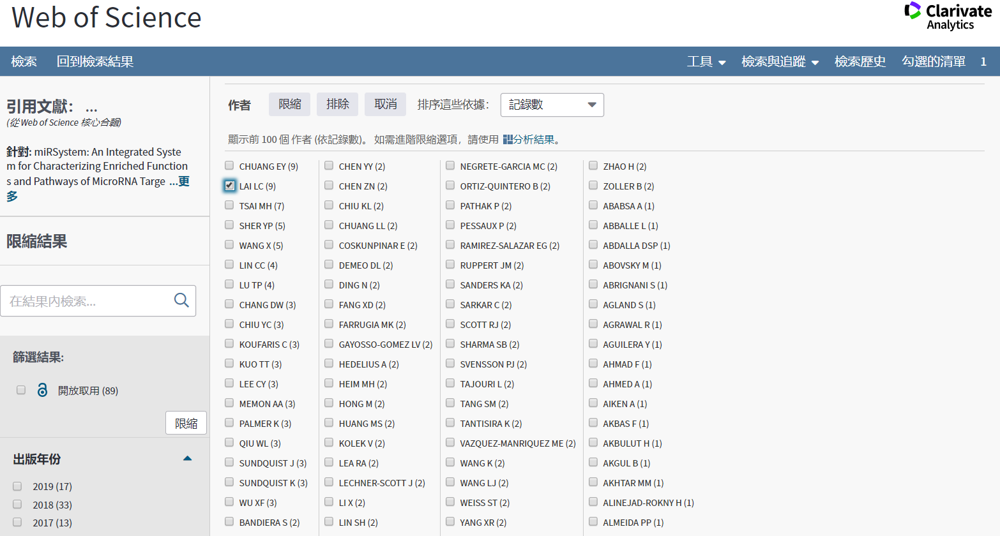 Web of Science
Clarivate
Analytics
檢索 回到檢索結果 工具 檢索與追蹤 檢索歷史 勾選的清單 1
引用文獻： ...
(從 Web of Science 核心合輯)
針對: miRSystem: An Integrated Syste
m for Characterizing Enriched Function
s and Pathways of MicroRNA Targe ...更
多
限縮結果
在結果內檢索...
篩選結果:
開放取用 (89)
限縮
出版年份
2019 (17)
2018 (33)
2017 (13)
作者 限縮 排除 取消 排序這些依據： 記錄數
顯示前 100 個 作者 (依記錄數)。 如需進階限縮選項，請使用 分析結果。
CHUANG EY (9)
LAI LC (9)
TSAI MH (7)
SHER YP (5)
WANG X (5)
LIN CC (4)
LU TP (4)
CHANG DW (3)
CHIU YC (3)
KOUFARIS C (3)
KUO TT (3)
LEE CY (3)
MEMON AA (3)
PALMER K (3)
QIU WL (3)
SUNDQUIST J (3)
SUNDQUIST K (3)
WU XF (3)
BANDIERA S (2)
CHEN YY (2)
CHEN ZN (2)
CHIU KL (2)
CHUANG LL (2)
COSKUNPINAR E (2)
DEMEO DL (2)
DING N (2)
FANG XD (2)
FARRUGIA MK (2)
GAYOSSO-GOMEZ LV (2)
HEDELIUS A (2)
HEIM MH (2)
HONG M (2)
HUANG MS (2)
KOLEK V (2)
LEA RA (2)
LECHNER-SCOTT J (2)
LI X (2)
LIN SH (2)
NEGRETE-GARCIA MC (2)
ORTIZ-QUINTERO B (2)
PATHAK P (2)
PESSAUX P (2)
RAMIREZ-SALAZAR EG (2)
RUPPERT JM (2)
SANDERS KA (2)
SARKAR C (2)
SCOTT RJ (2)
SHARMA SB (2)
SVENSSON PJ (2)
TAJOURI L (2)
TANG SM (2)
TANTISIRA K (2)
VAZQUEZ-MANRIQUEZ ME (2)
WANG K (2)
WANG LJ (2)
WEISS ST (2)
YANG XR (2)
ZHAO H (2)
ZOLLER B (2)
ABABSA A (1)
ABBALLE L (1)
ABDALLA DSP (1)
ABOVSKY M (1)
ABRIGNANI S (1)
AGLAND S (1)
AGRAWAL R (1)
AGUILERA Y (1)
AHMAD F (1)
AHMED A (1)
AIKEN A (1)
AKBAS F (1)
AKBULUT H (1)
AKGUL B (1)
AKHTAR MM (1)
ALINEJAD-ROKNY H (1)
ALMEIDA PP (1)